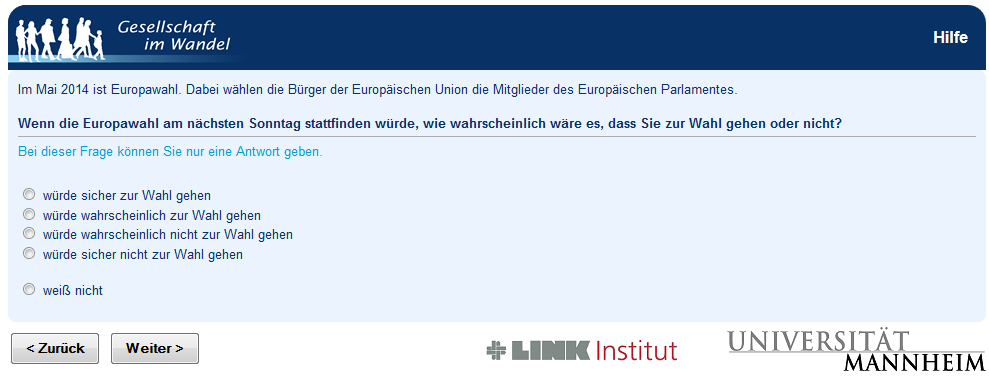 Gesellschaft
im Wandel
Hilfe
Im Mai 2014 ist Europawahl. Dabei wählen die Bürger der Europäischen Union die Mitglieder des Europäischen Parlamentes.
Wenn die Europawahl am nächsten Sonntag stattfinden würde, wie wahrscheinlich wäre es, dass Sie zur Wahl gehen oder nicht?
Bei dieser Frage können Sie nur eine Antwort geben.
würde sicher zur Wahl gehen
würde wahrscheinlich zur Wahl gehen
würde wahrscheinlich nicht zur Wahl gehen
würde sicher nicht zur Wahl gehen
weiß nicht
< Zurück
Weiter >
LINK Institut
UNIVERSITÄT
MANNHEIM